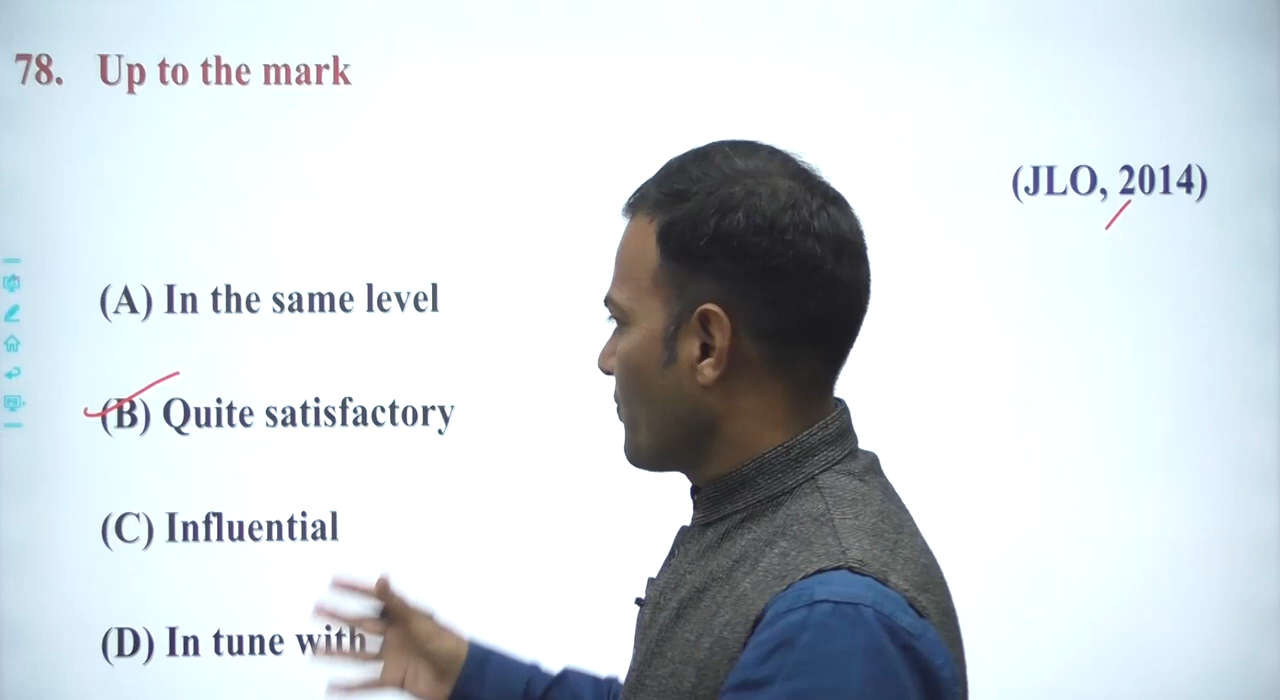 78. Up to the mark
(JLO, 2014)
(A) In the same level
(B) Quite satisfactory
(C) Influential
(D) In tune with